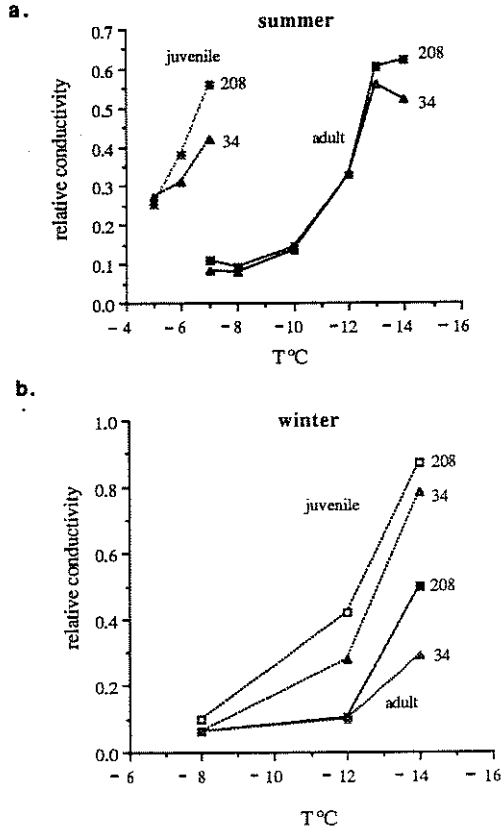 a.
summer
0.7
0.6
0.5
0.4
0.3
0.2
0.1
0.0
relative conductivity
juvenile
208
34
adult
208
34
- 4
- 6
- 8
- 10
- 12
- 14
- 16
T°C
b.
winter
1.0
0.8
0.6
0.4
0.2
0.0
relative conductivity
juvenile
208
34
208
34
adult
- 6
- 8
- 10
- 12
- 14
- 16
T°C